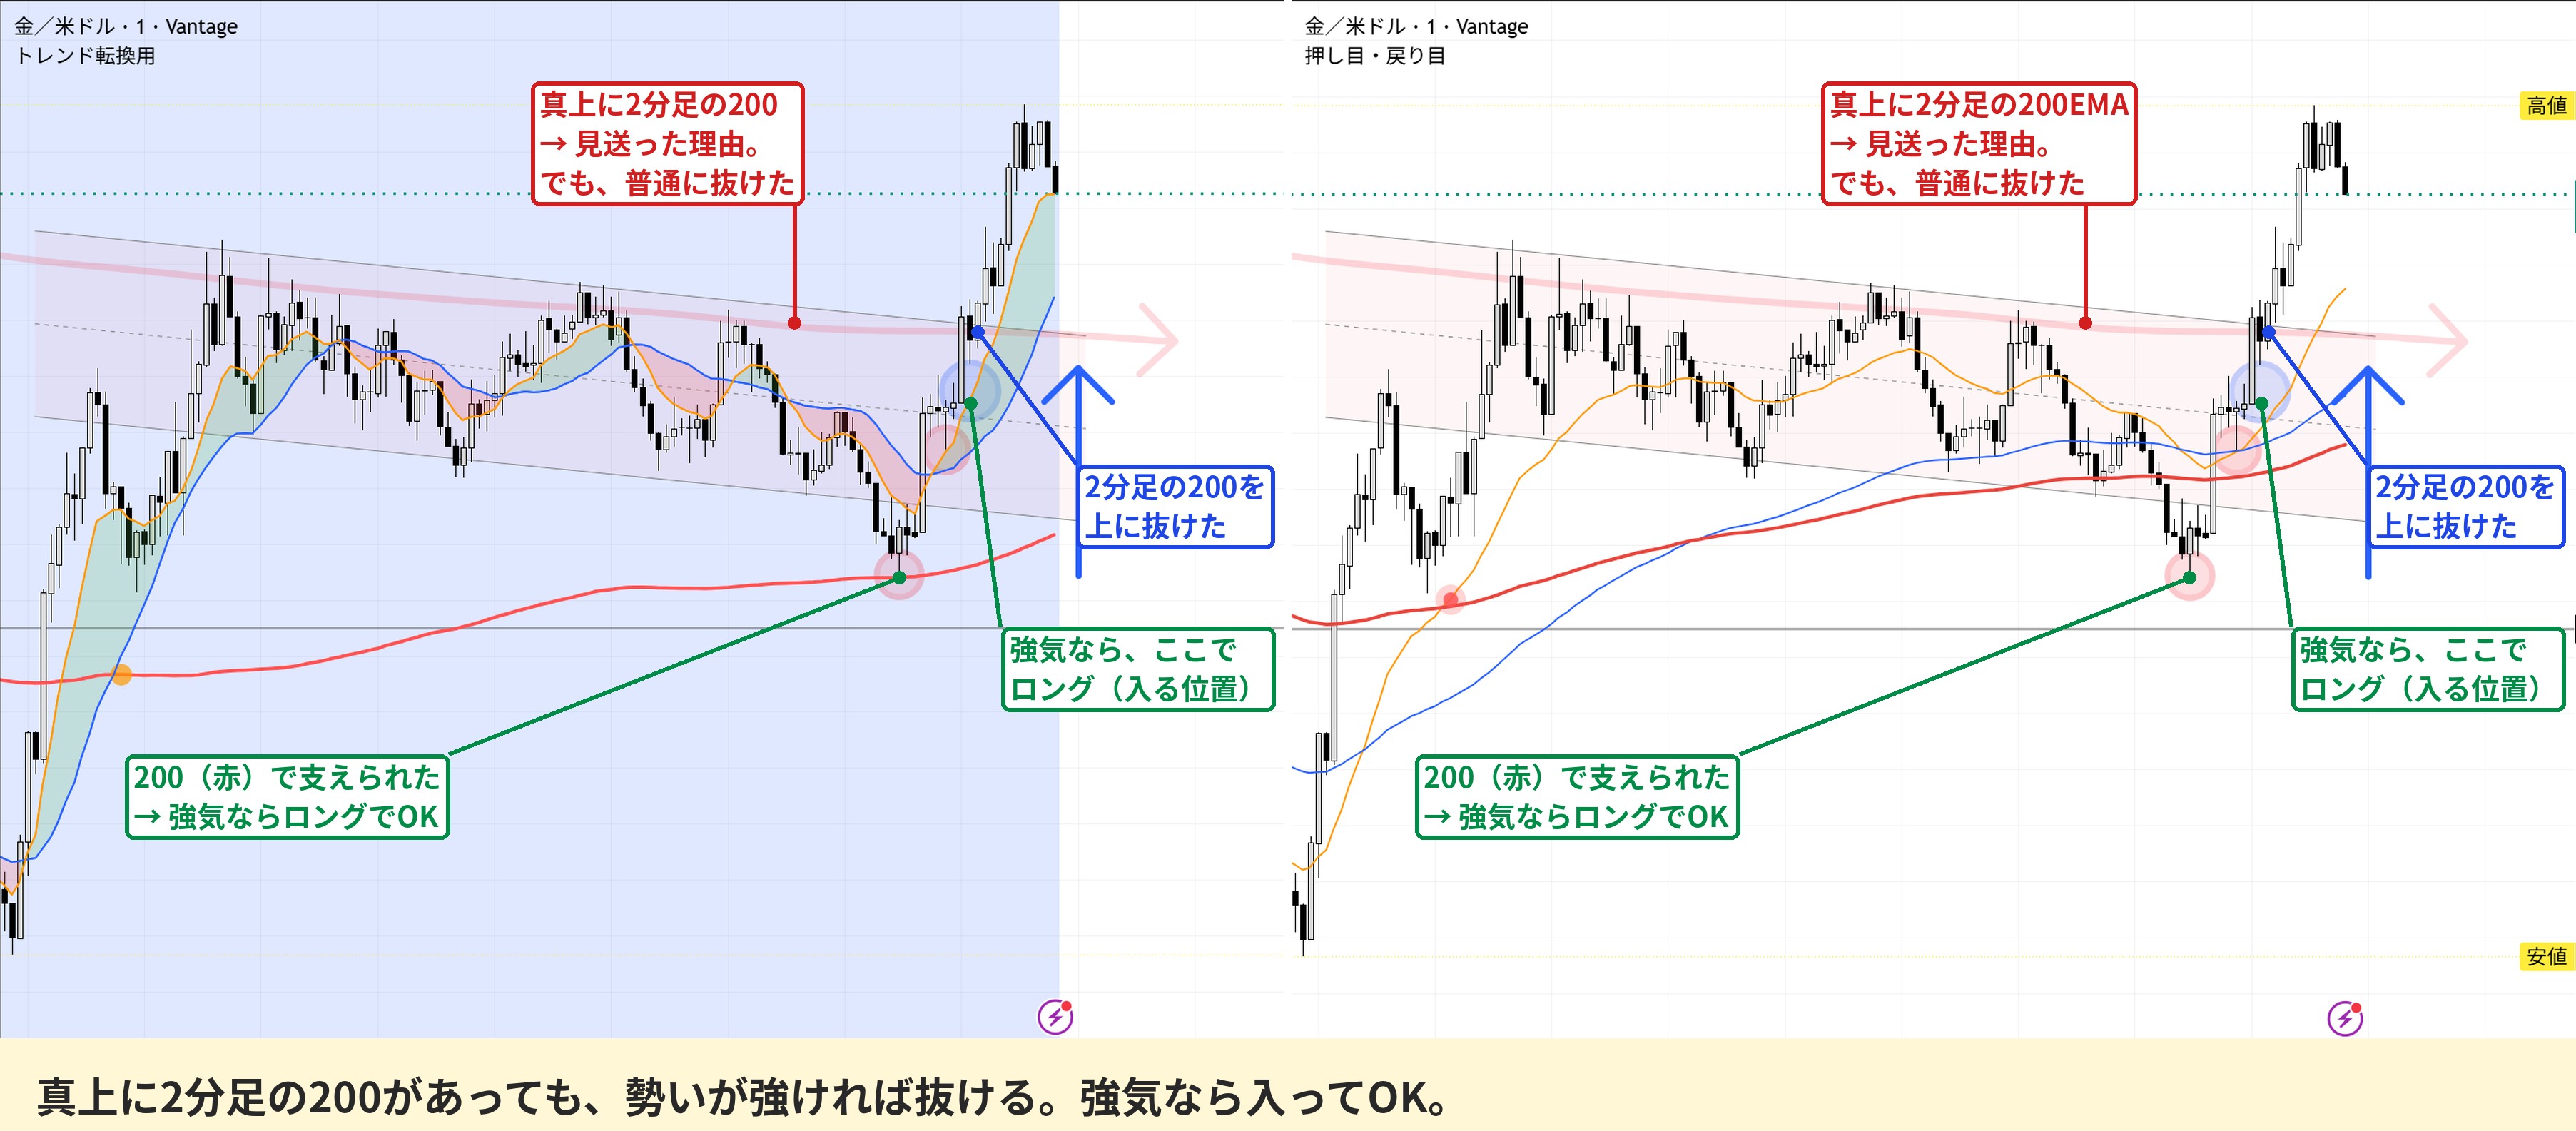 金／米ドル · 1 · Vantage
トレンド転換用
真上に2分足の200
→ 見送った理由。
でも、普通に抜けた
2分足の200を
上に抜けた
強気なら、ここで
ロング（入る位置）
200（赤）で支えられた
→ 強気ならロングでOK
金／米ドル · 1 · Vantage
押し目・戻り目
真上に2分足の200EMA
→ 見送った理由。
でも、普通に抜けた
高値
2分足の200を
上に抜けた
強気なら、ここで
ロング（入る位置）
200（赤）で支えられた
→ 強気ならロングでOK
安値
真上に2分足の200があっても、勢いが強ければ抜ける。強気なら入ってOK。